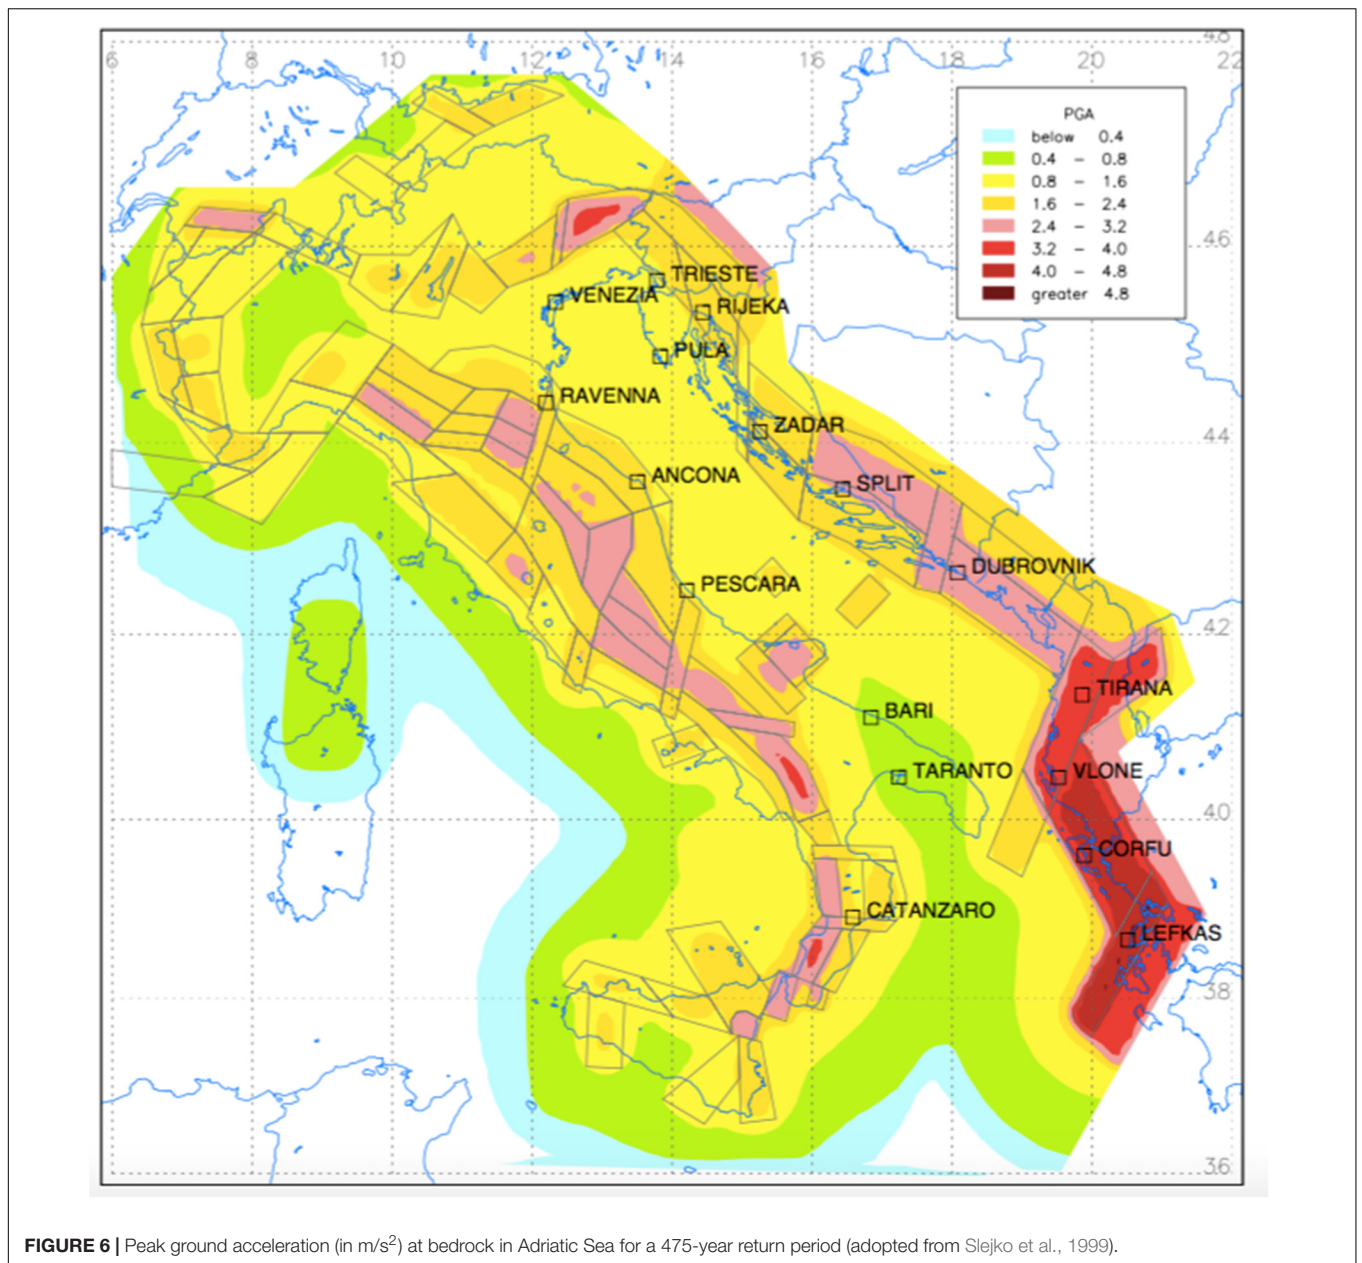 48
6 8 10 12 14 16 18 20 22
PGA
below 0.4
0.4 – 0.8
0.8 – 1.6
1.6 – 2.4
2.4 – 3.2
3.2 – 4.0
4.0 – 4.8
greater 4.8
46
TRIESTE
VENEZIA
RIJEKA
PULA
RAVENNA
ZADAR
44
ANCONA
SPLIT
DUBROVNIK
PESCARA
42
TIRANA
BARI
TARANTO
VLONE
40
CORFU
CATANZARO
LEFKAS
38
36
FIGURE 6 | Peak ground acceleration (in m/s²) at bedrock in Adriatic Sea for a 475-year return period (adopted from Slejko et al., 1999).